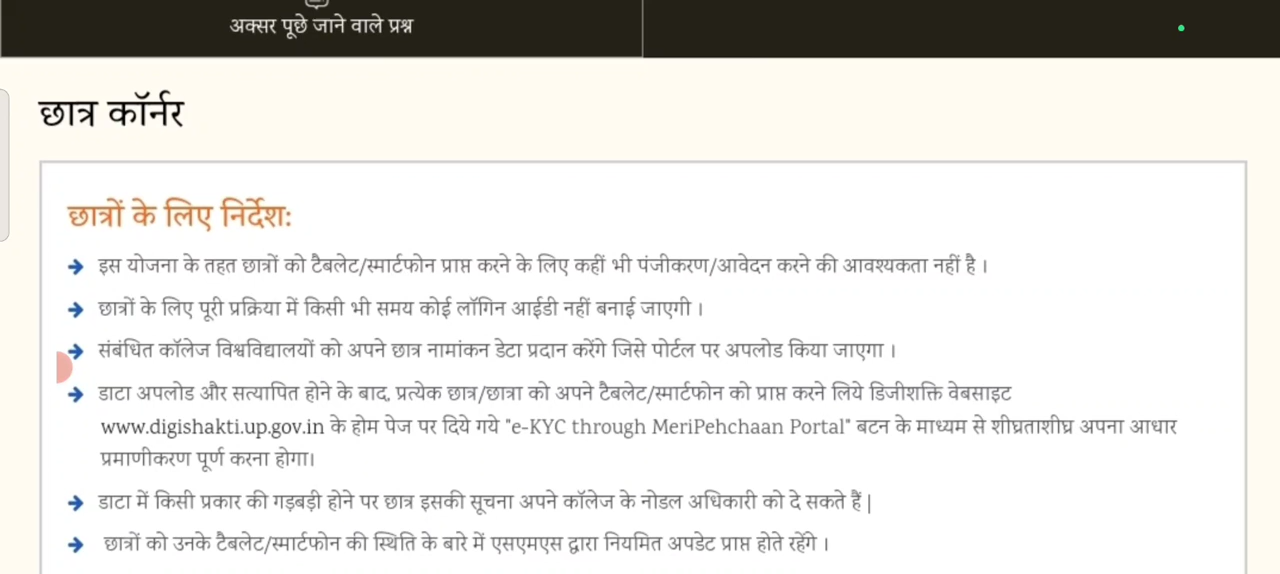 अक्सर पूछे जाने वाले प्रश्न
छात्र कॉर्नर
छात्रों के लिए निर्देश:
इस योजना के तहत छात्रों को टैबलेट/स्मार्टफोन प्राप्त करने के लिए कहीं भी पंजीकरण/आवेदन करने की आवश्यकता नहीं है ।
छात्रों के लिए पूरी प्रक्रिया में किसी भी समय कोई लॉगिन आईडी नहीं बनाई जाएगी ।
संबंधित कॉलेज विश्वविद्यालयों को अपने छात्र नामांकन डेटा प्रदान करेंगे जिसे पोर्टल पर अपलोड किया जाएगा ।
डाटा अपलोड और सत्यापित होने के बाद, प्रत्येक छात्र/छात्रा को अपने टैबलेट/स्मार्टफोन को प्राप्त करने लिये डिजीशक्ति वेबसाइट
www.digishakti.up.gov.in के होम पेज पर दिये गये "e-KYC through MeriPehchaan Portal" बटन के माध्यम से शीघ्रताशीघ्र अपना आधार
प्रमाणीकरण पूर्ण करना होगा।
डाटा में किसी प्रकार की गड़बड़ी होने पर छात्र इसकी सूचना अपने कॉलेज के नोडल अधिकारी को दे सकते हैं|
छात्रों को उनके टैबलेट/स्मार्टफोन की स्थिति के बारे में एसएमएस द्वारा नियमित अपडेट प्राप्त होते रहेंगे ।